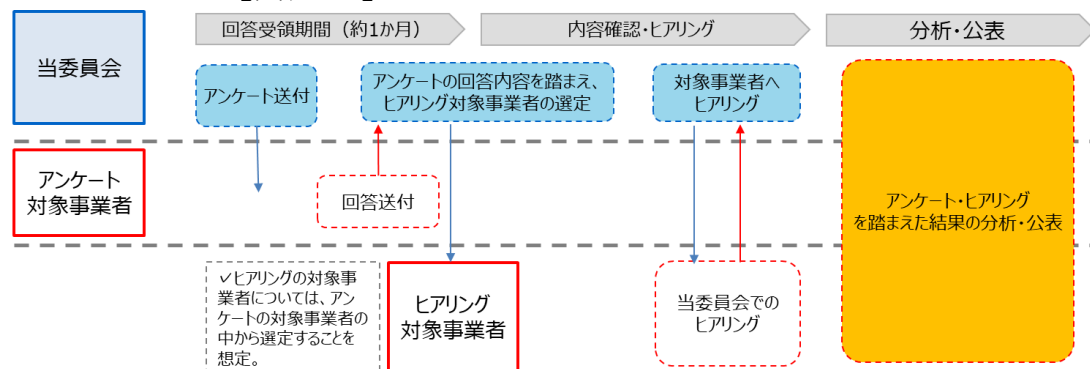 回答受領期間（約1か月）
内容確認・ヒアリング
分析・公表
当委員会
アンケート送付
アンケートの回答内容を踏まえ、
ヒアリング対象事業者の選定
対象事業者へ
ヒアリング
アンケート
対象事業者
回答送付
アンケート・ヒアリング
を踏まえた結果の分析・公表
✓ヒアリングの対象事
業者については、アン
ケートの対象事業者の
中から選定することを
想定。
ヒアリング
対象事業者
当委員会での
ヒアリング